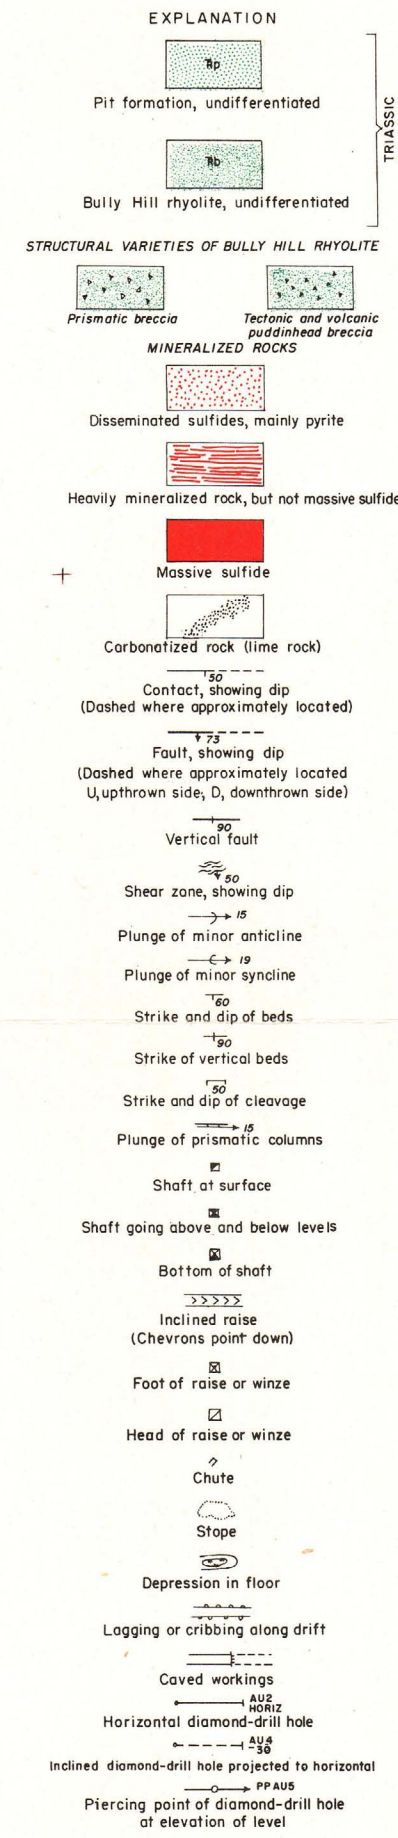 EXPLANATION
Ꞧp
Pit formation, undifferentiated
Ꞧb
Bully Hill rhyolite, undifferentiated
TRIASSIC
STRUCTURAL VARIETIES OF BULLY HILL RHYOLITE
Prismatic breccia
Tectonic and volcanic
puddinhead breccia
MINERALIZED ROCKS
Disseminated sulfides, mainly pyrite
Heavily mineralized rock, but not massive sulfide
Massive sulfide
Carbonatized rock (lime rock)
50
Contact, showing dip
(Dashed where approximately located)
73
Fault, showing dip
(Dashed where approximately located
U, upthrown side; D, downthrown side)
90
Vertical fault
50
Shear zone, showing dip
15
Plunge of minor anticline
19
Plunge of minor syncline
60
Strike and dip of beds
90
Strike of vertical beds
50
Strike and dip of cleavage
15
Plunge of prismatic columns
Shaft at surface
Shaft going above and below levels
Bottom of shaft
Inclined raise
(Chevrons point down)
Foot of raise or winze
Head of raise or winze
Chute
Stope
Depression in floor
Lagging or cribbing along drift
Caved workings
AU2
HORIZ
Horizontal diamond-drill hole
AU4
-30
Inclined diamond-drill hole projected to horizontal
PPAU5
Piercing point of diamond-drill hole
at elevation of level